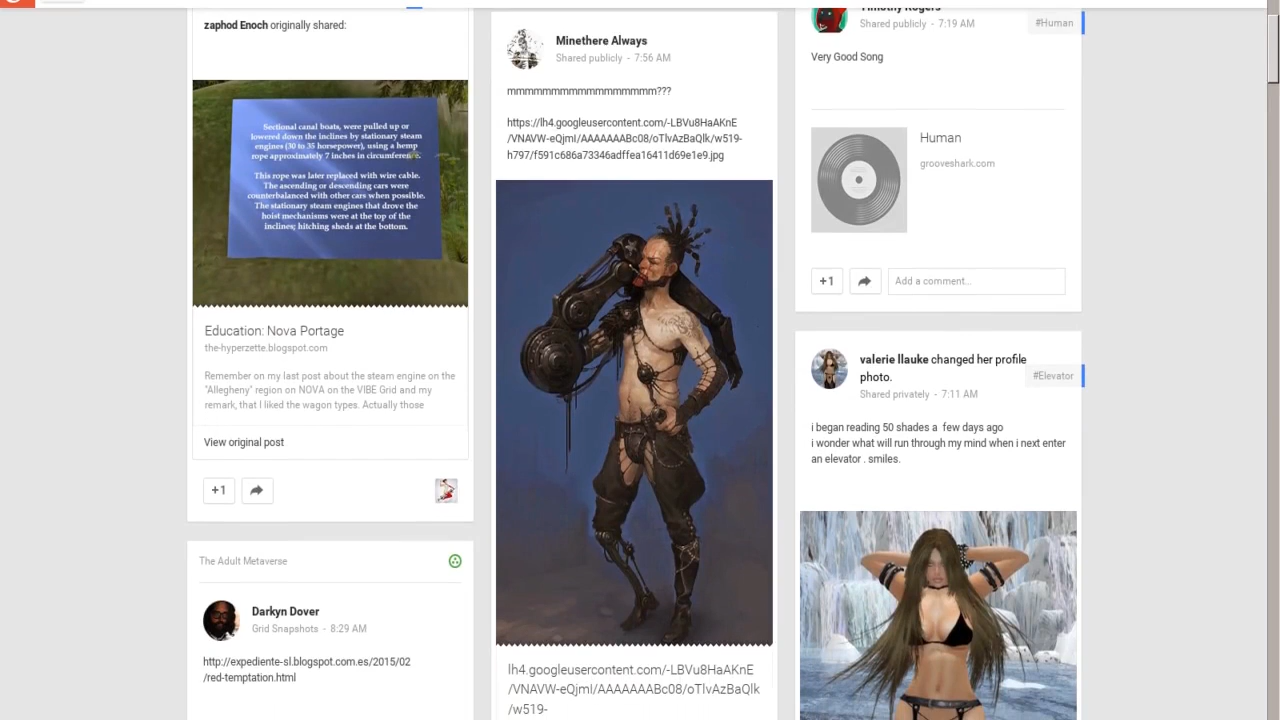 zaphod Enoch originally shared:
Sectional canal boats, were pulled up or
lowered down the inclines by stationary steam
engines (30 to 35 horsepower), using a hemp
rope approximately 7 inches in circumference.
This rope was later replaced with wire cable.
The ascending or descending cars were
counterbalanced with other cars when possible.
The stationary steam engines that drove the
hoist mechanisms were at the top of the
inclines; hitching sheds at the bottom.
Education: Nova Portage
the-hyperzette.blogspot.com
Remember on my last post about the steam engine on the
"Allegheny" region on NOVA on the VIBE Grid and my
remark, that I liked the wagon types. Actually those
View original post
+1
The Adult Metaverse
Darkyn Dover
Grid Snapshots - 8:29 AM
http://expediente-sl.blogspot.com.es/2015/02
/red-temptation.html
Minethere Always
Shared publicly - 7:56 AM
mmmmmmmmmmmmmmmmm???
https://lh4.googleusercontent.com/-LBVu8HaAKnE
/VNAVW-eQjmI/AAAAAAABc08/oTlvAzBaQlk/w519-
h797/f591c686a73346adffea16411d69e1e9.jpg
lh4.googleusercontent.com/-LBVu8HaAKnE
/VNAVW-eQjmI/AAAAAAABc08/oTlvAzBaQlk
/w519-
Timothy Rogers
Shared publicly - 7:19 AM
#Human
Very Good Song
Human
grooveshark.com
+1
Add a comment...
valerie llauke changed her profile
photo.
#Elevator
Shared privately - 7:11 AM
i began reading 50 shades a few days ago
i wonder what will run through my mind when i next enter
an elevator . smiles.